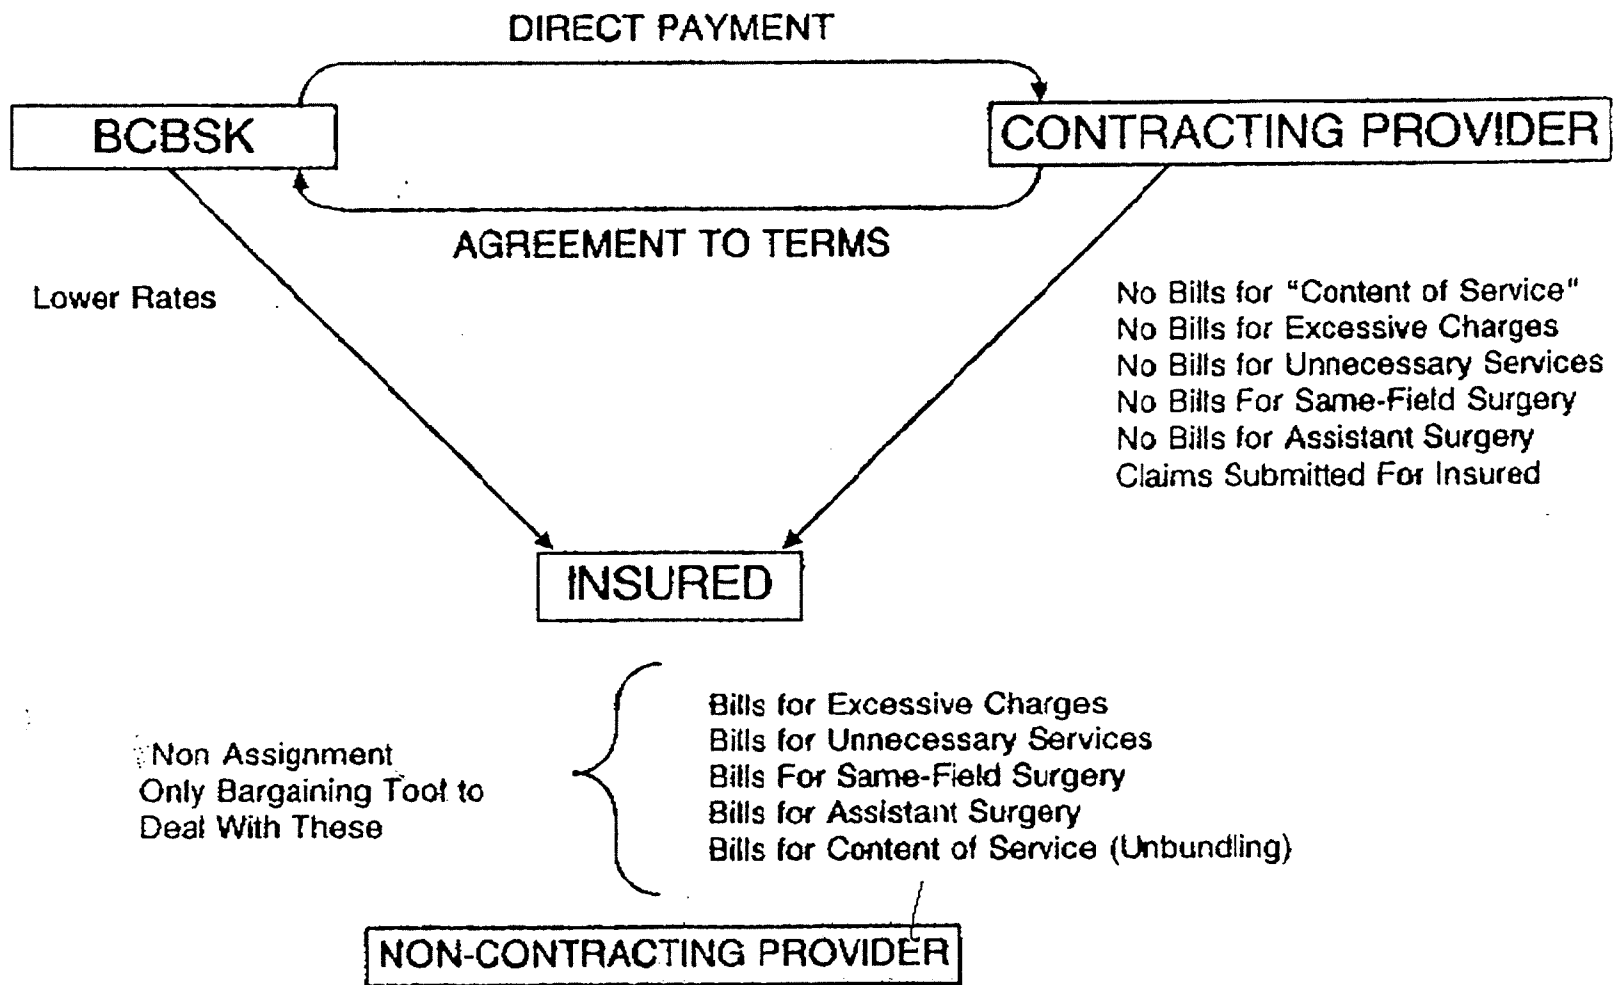 DIRECT PAYMENT
BCBSK
CONTRACTING PROVIDER
AGREEMENT TO TERMS
Lower Rates
No Bills for "Content of Service"
No Bills for Excessive Charges
No Bills for Unnecessary Services
No Bills For Same-Field Surgery
No Bills for Assistant Surgery
Claims Submitted For Insured
INSURED
Non Assignment
Only Bargaining Tool to
Deal With These
Bills for Excessive Charges
Bills for Unnecessary Services
Bills For Same-Field Surgery
Bills for Assistant Surgery
Bills for Content of Service (Unbundling)
NON-CONTRACTING PROVIDER